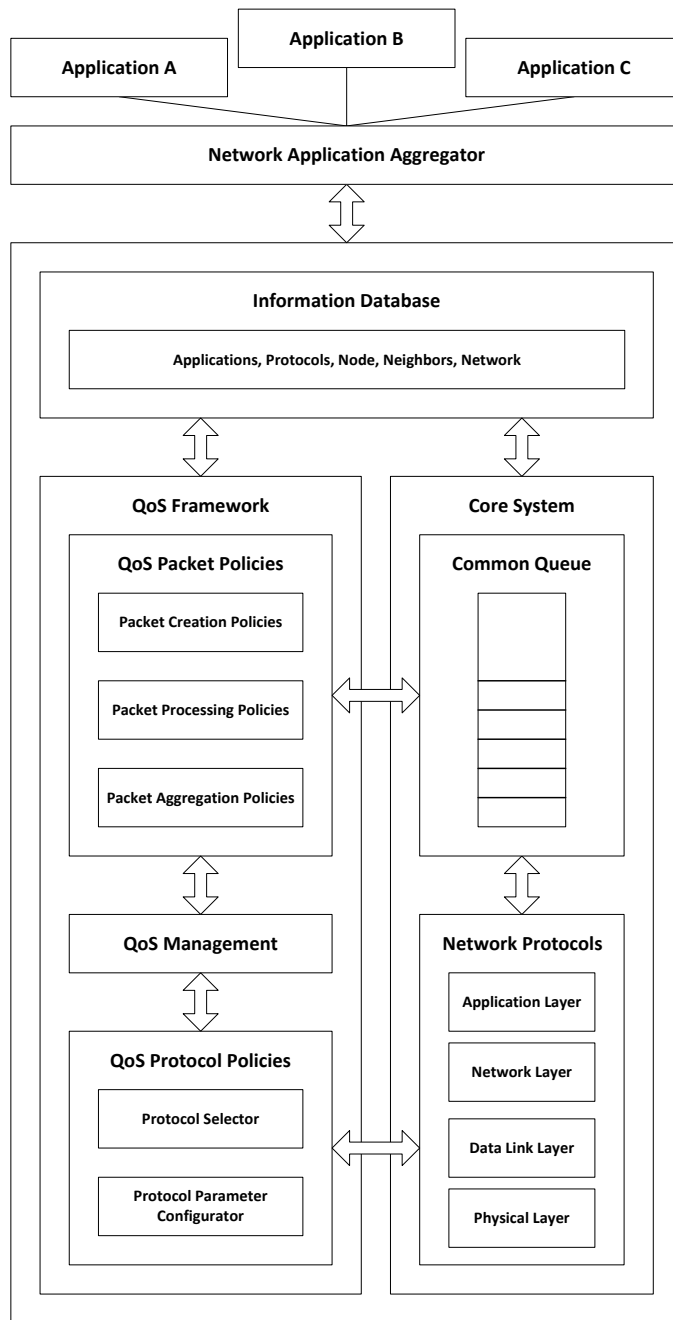 Application A
Application B
Application C
Network Application Aggregator
Information Database
Applications, Protocols, Node, Neighbors, Network
QoS Framework
QoS Packet Policies
Packet Creation Policies
Packet Processing Policies
Packet Aggregation Policies
QoS Management
QoS Protocol Policies
Protocol Selector
Protocol Parameter
Configurator
Core System
Common Queue
Network Protocols
Application Layer
Network Layer
Data Link Layer
Physical Layer